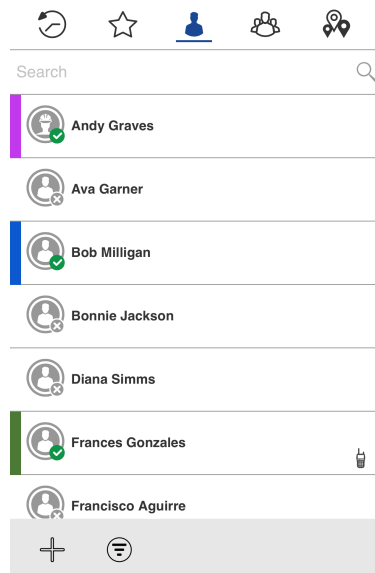 Search
Andy Graves
Ava Garner
Bob Milligan
Bonnie Jackson
Diana Simms
Frances Gonzales
Francisco Aguirre